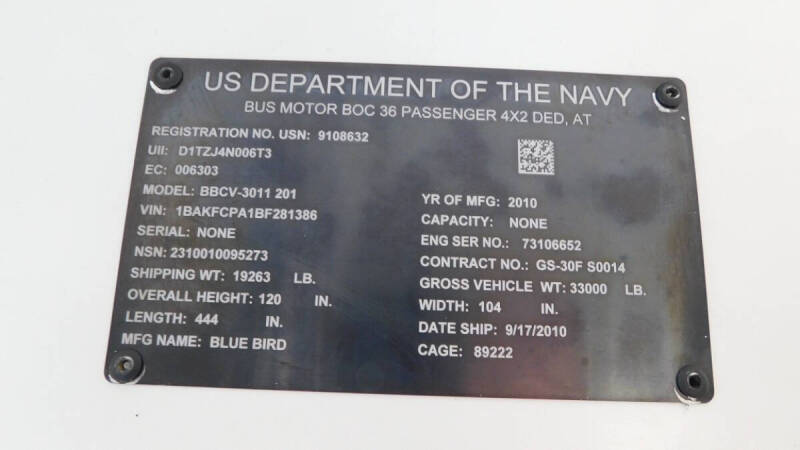 US DEPARTMENT OF THE NAVY
BUS MOTOR BOC 36 PASSENGER 4X2 DED, AT
REGISTRATION NO. USN: 9108632
UII: D1TZJ4N006T3
EC: 006303
MODEL: BBCV-3011 201
VIN: 1BAKFCPA1BF281386
SERIAL: NONE
NSN: 2310010095273
SHIPPING WT: 19263 LB.
OVERALL HEIGHT: 120 IN.
LENGTH: 444 IN.
MFG NAME: BLUE BIRD
YR OF MFG: 2010
CAPACITY: NONE
ENG SER NO.: 73106652
CONTRACT NO.: GS-30F S0014
GROSS VEHICLE WT: 33000 LB.
WIDTH: 104 IN.
DATE SHIP: 9/17/2010
CAGE: 89222